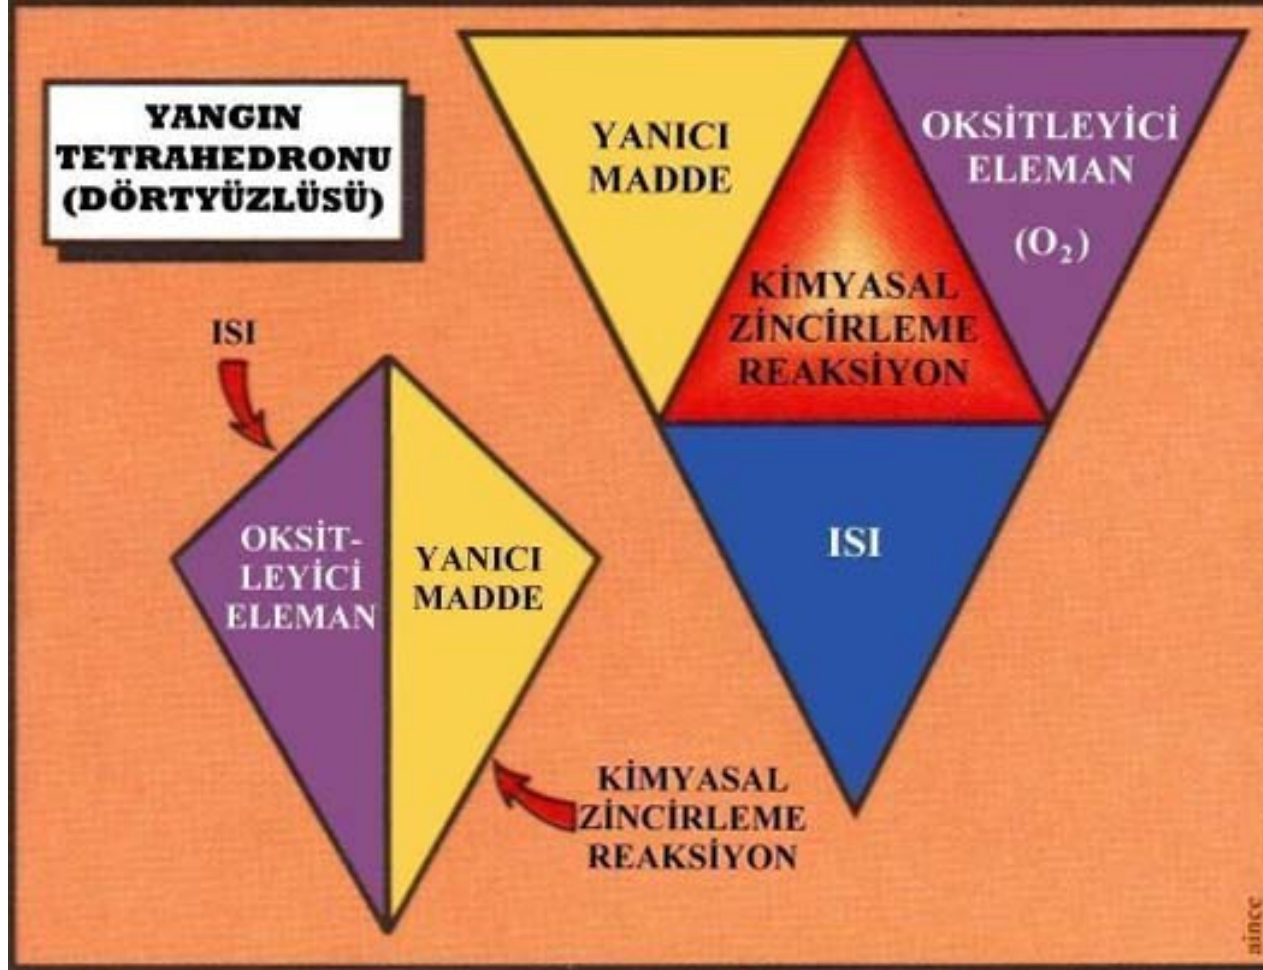 YANGIN
TETRAHEDRONU
(DÖRTYÜZLÜSÜ)
YANICI
MADDE
OKSİTLEYİCİ
ELEMAN
(O₂)
KİMYASAL
ZİNCİRLEME
REAKSİYON
ISI
ISI
OKSİT-
LEYİCİ
ELEMAN
YANICI
MADDE
KİMYASAL
ZİNCİRLEME
REAKSİYON
aince